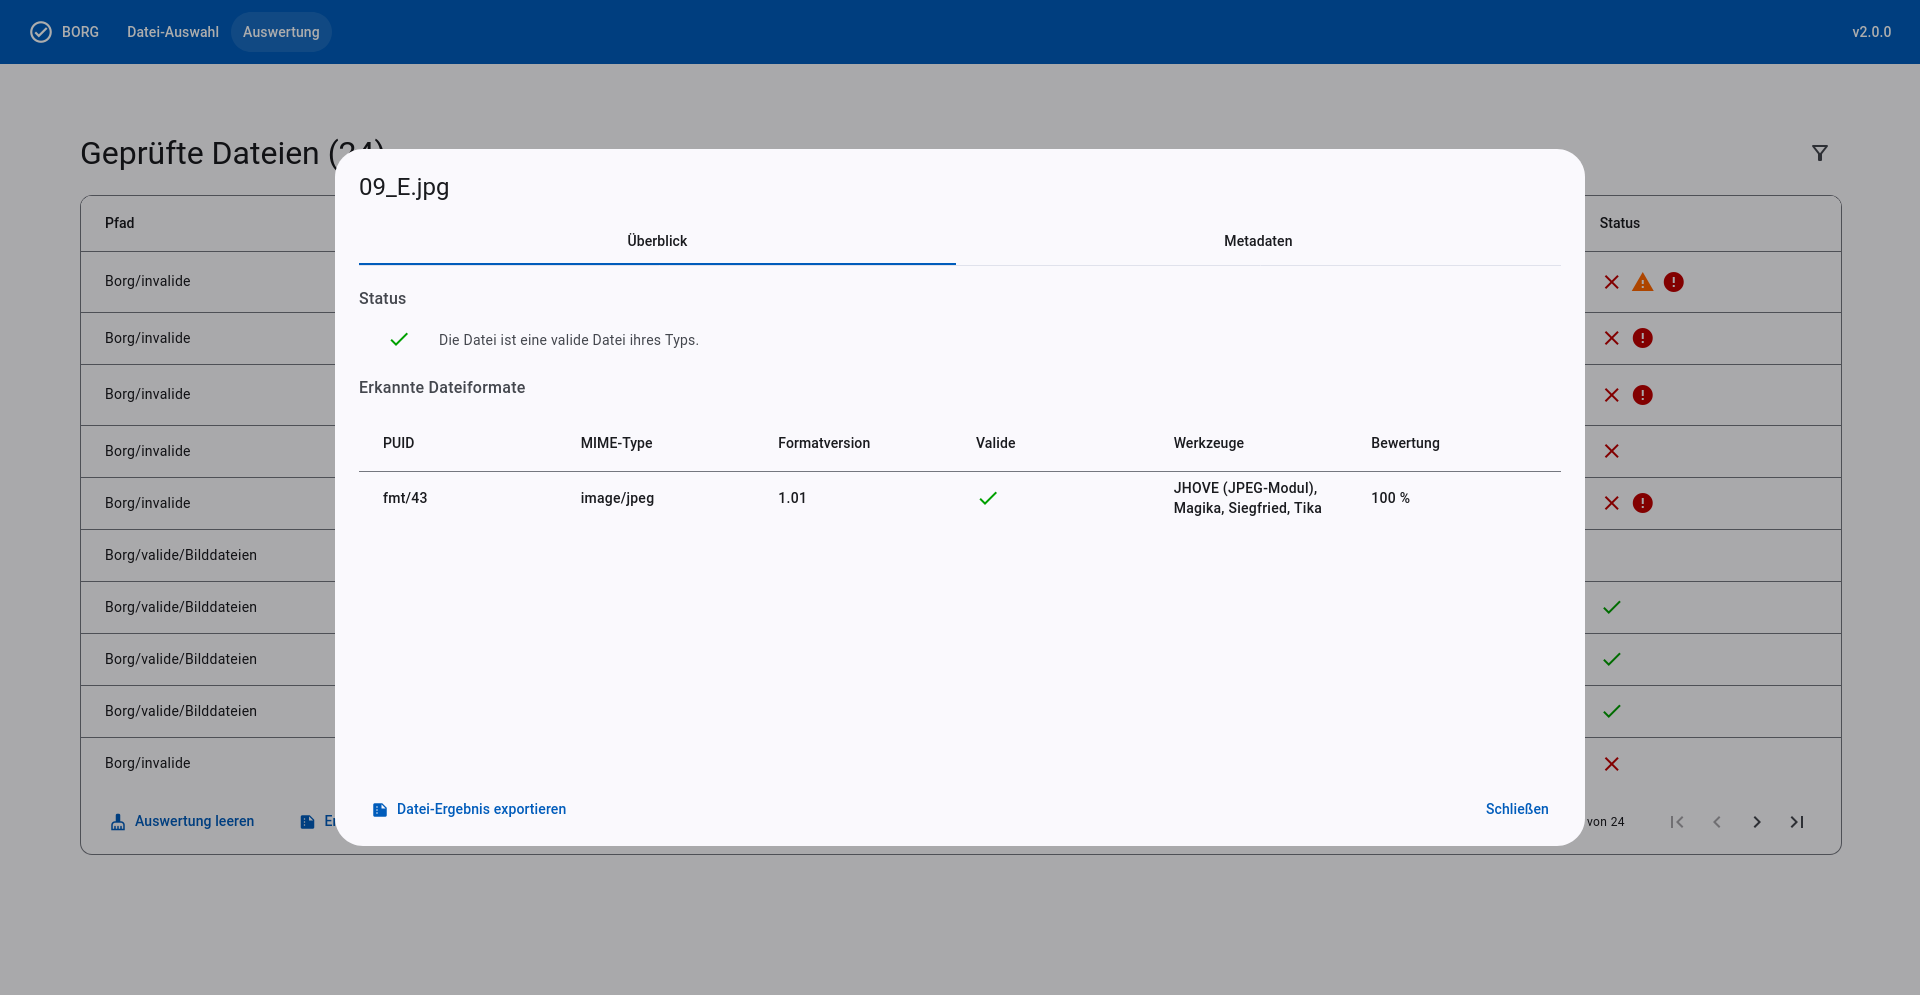 BORG Datei-Auswahl Auswertung v2.0.0
Geprüfte Dateien (24)
09_E.jpg
Pfad Status
Überblick Metadaten
Borg/invalide
Status
Borg/invalide Die Datei ist eine valide Datei ihres Typs.
Erkannte Dateiformate
Borg/invalide
PUID MIME-Type Formatversion Valide Werkzeuge Bewertung
Borg/invalide
fmt/43 image/jpeg 1.01 JHOVE (JPEG-Modul), 100 %
Magika, Siegfried, Tika
Borg/invalide
Borg/valide/Bilddateien
Borg/valide/Bilddateien
Borg/valide/Bilddateien
Borg/valide/Bilddateien
Borg/invalide
Datei-Ergebnis exportieren Schließen
Auswertung leeren von 24